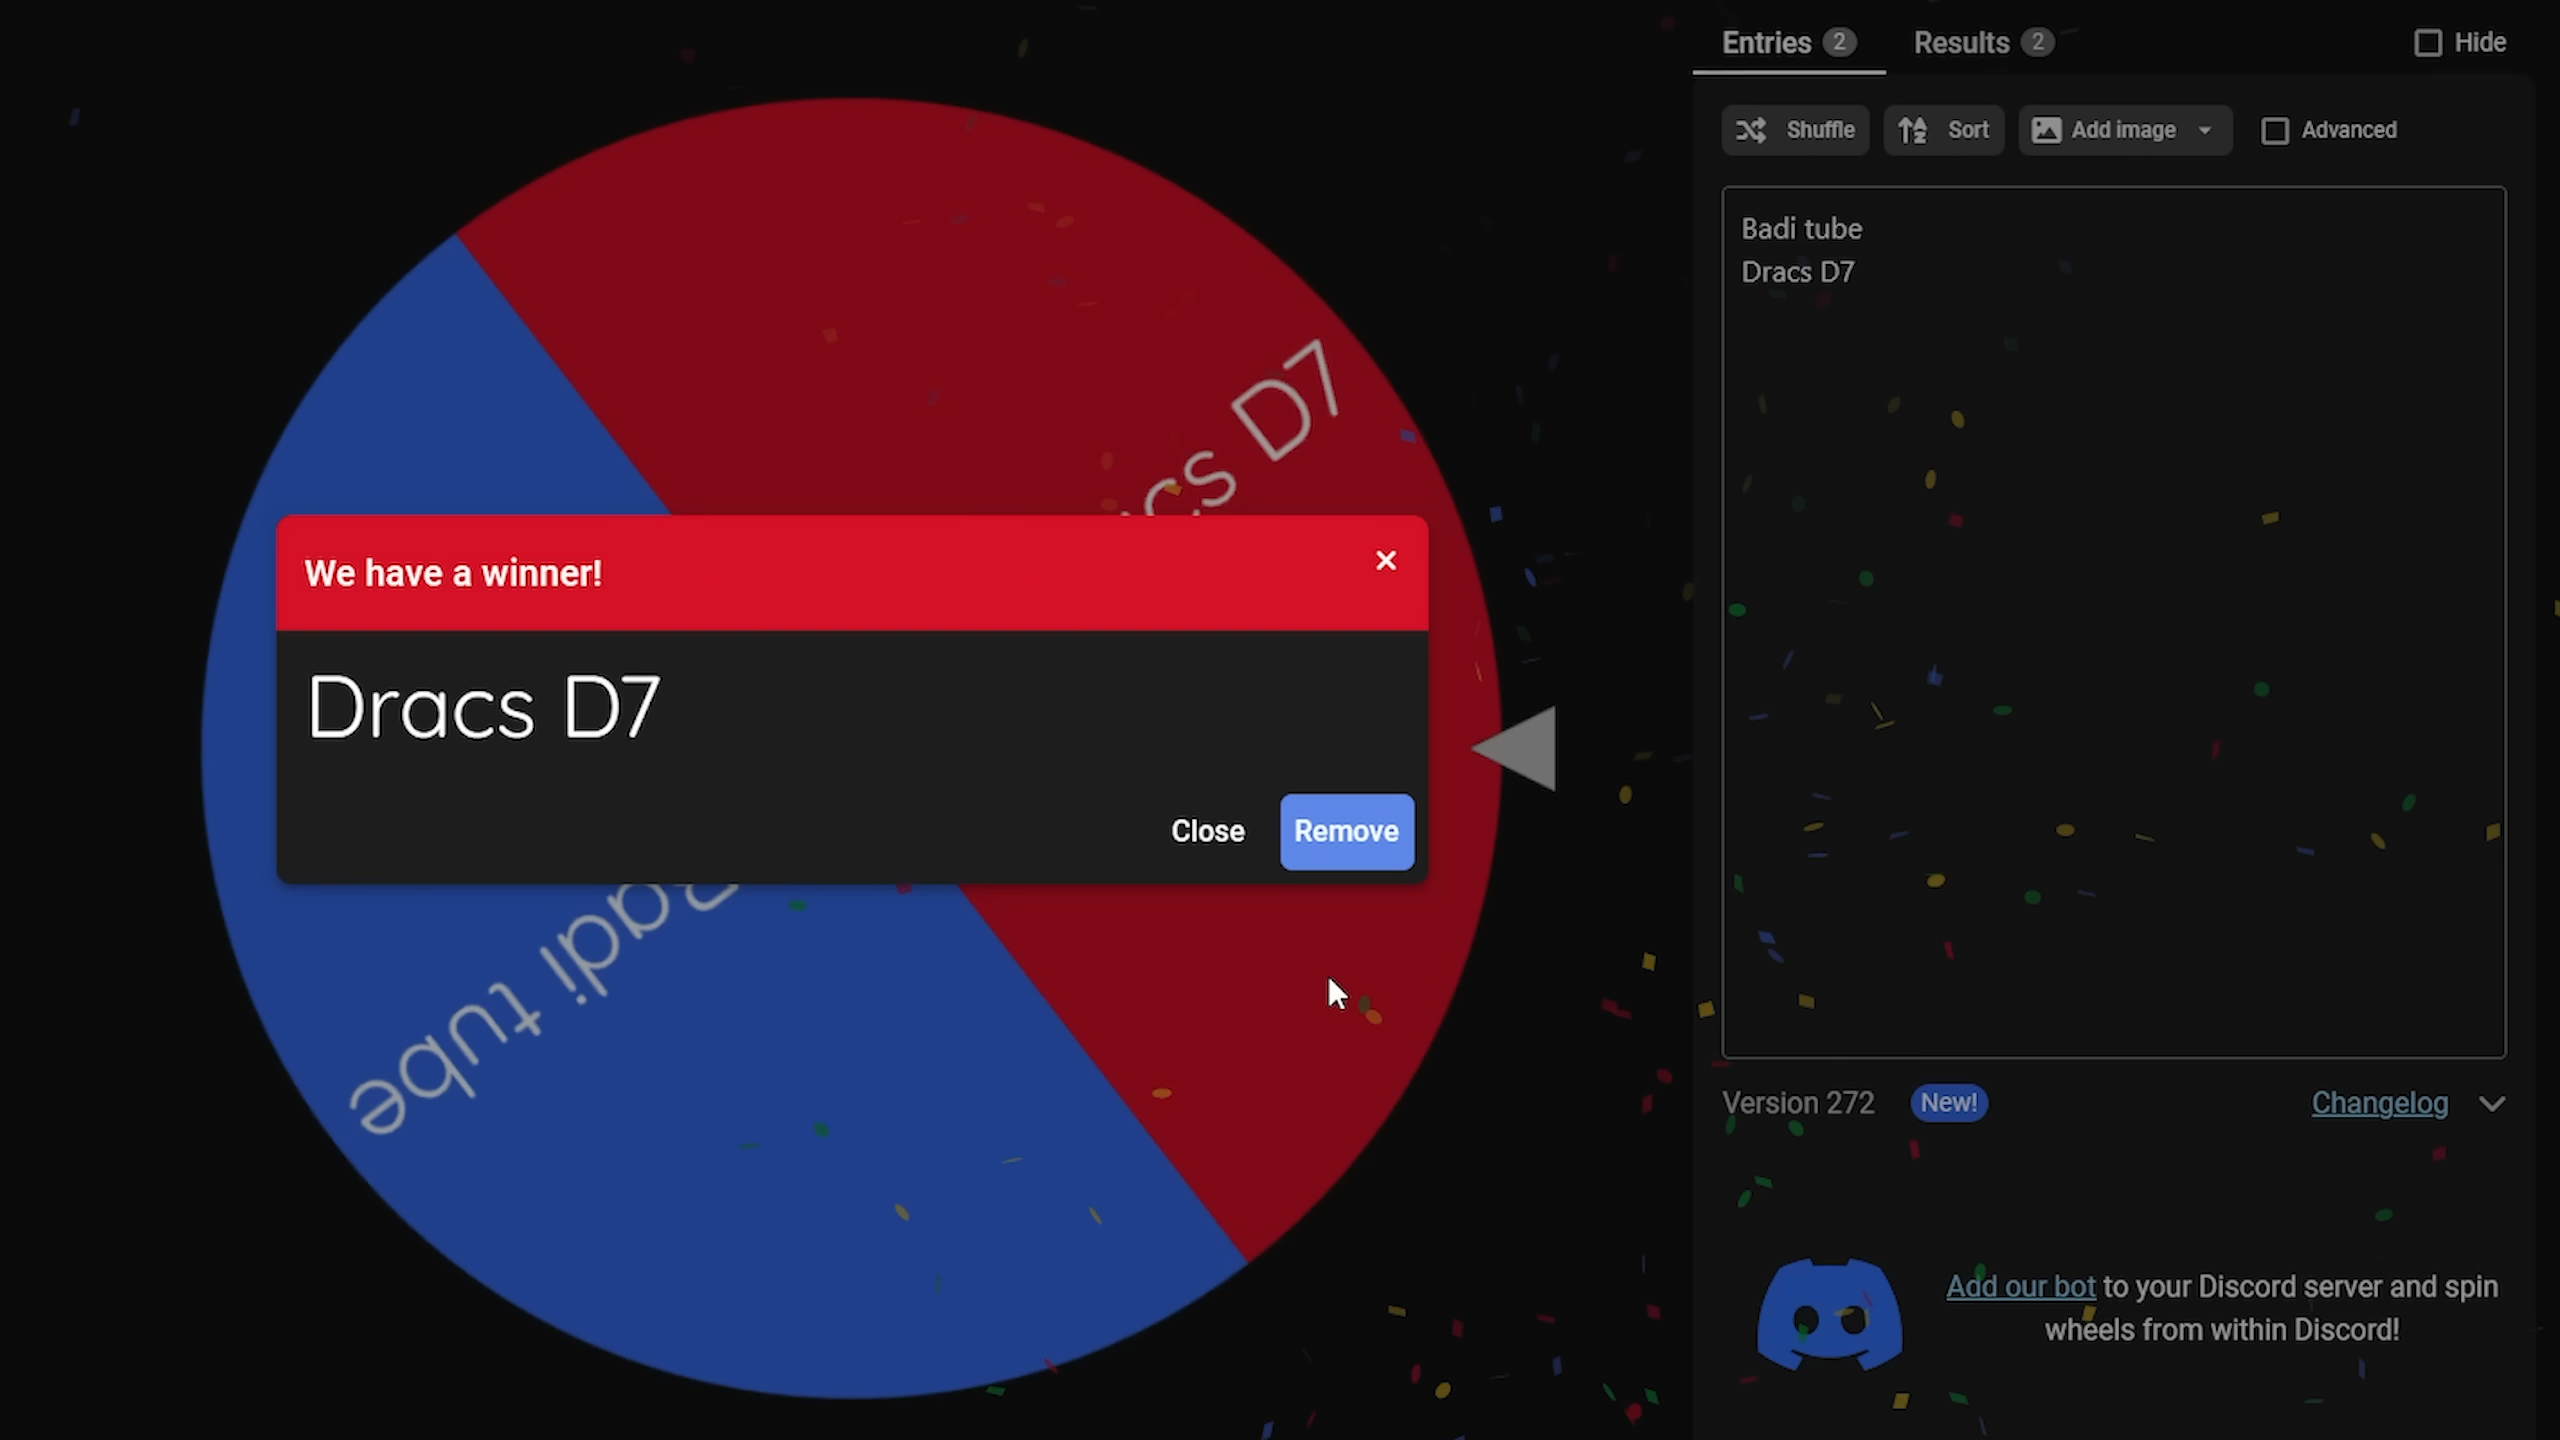 Entries 2 Results 2 Hide
Shuffle Sort Add image Advanced
Badi tube
Dracs D7
cs D7
We have a winner!
Dracs D7
Close Remove
Badi tube
Version 272 New! Changelog
Add our bot to your Discord server and spin
wheels from within Discord!